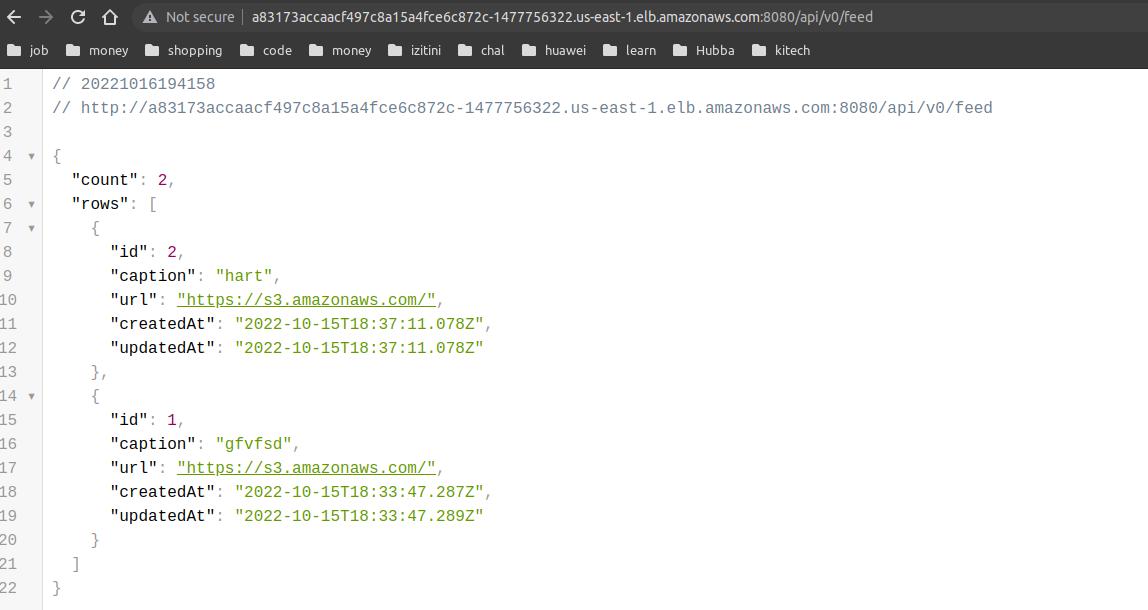 Not secure a83173accaacf497c8a15a4fce6c872c-1477756322.us-east-1.elb.amazonaws.com:8080/api/v0/feed
job money shopping code money izitini chal huawei learn Hubba kitech
1 // 20221016194158
2 // http://a83173accaacf497c8a15a4fce6c872c-1477756322.us-east-1.elb.amazonaws.com:8080/api/v0/feed
3
4 {
5 "count": 2,
6 "rows": [
7 {
8 "id": 2,
9 "caption": "hart",
10 "url": "https://s3.amazonaws.com/",
11 "createdAt": "2022-10-15T18:37:11.078Z",
12 "updatedAt": "2022-10-15T18:37:11.078Z"
13 },
14 {
15 "id": 1,
16 "caption": "gfvfsd",
17 "url": "https://s3.amazonaws.com/",
18 "createdAt": "2022-10-15T18:33:47.287Z",
19 "updatedAt": "2022-10-15T18:33:47.289Z"
20 }
21 ]
22 }